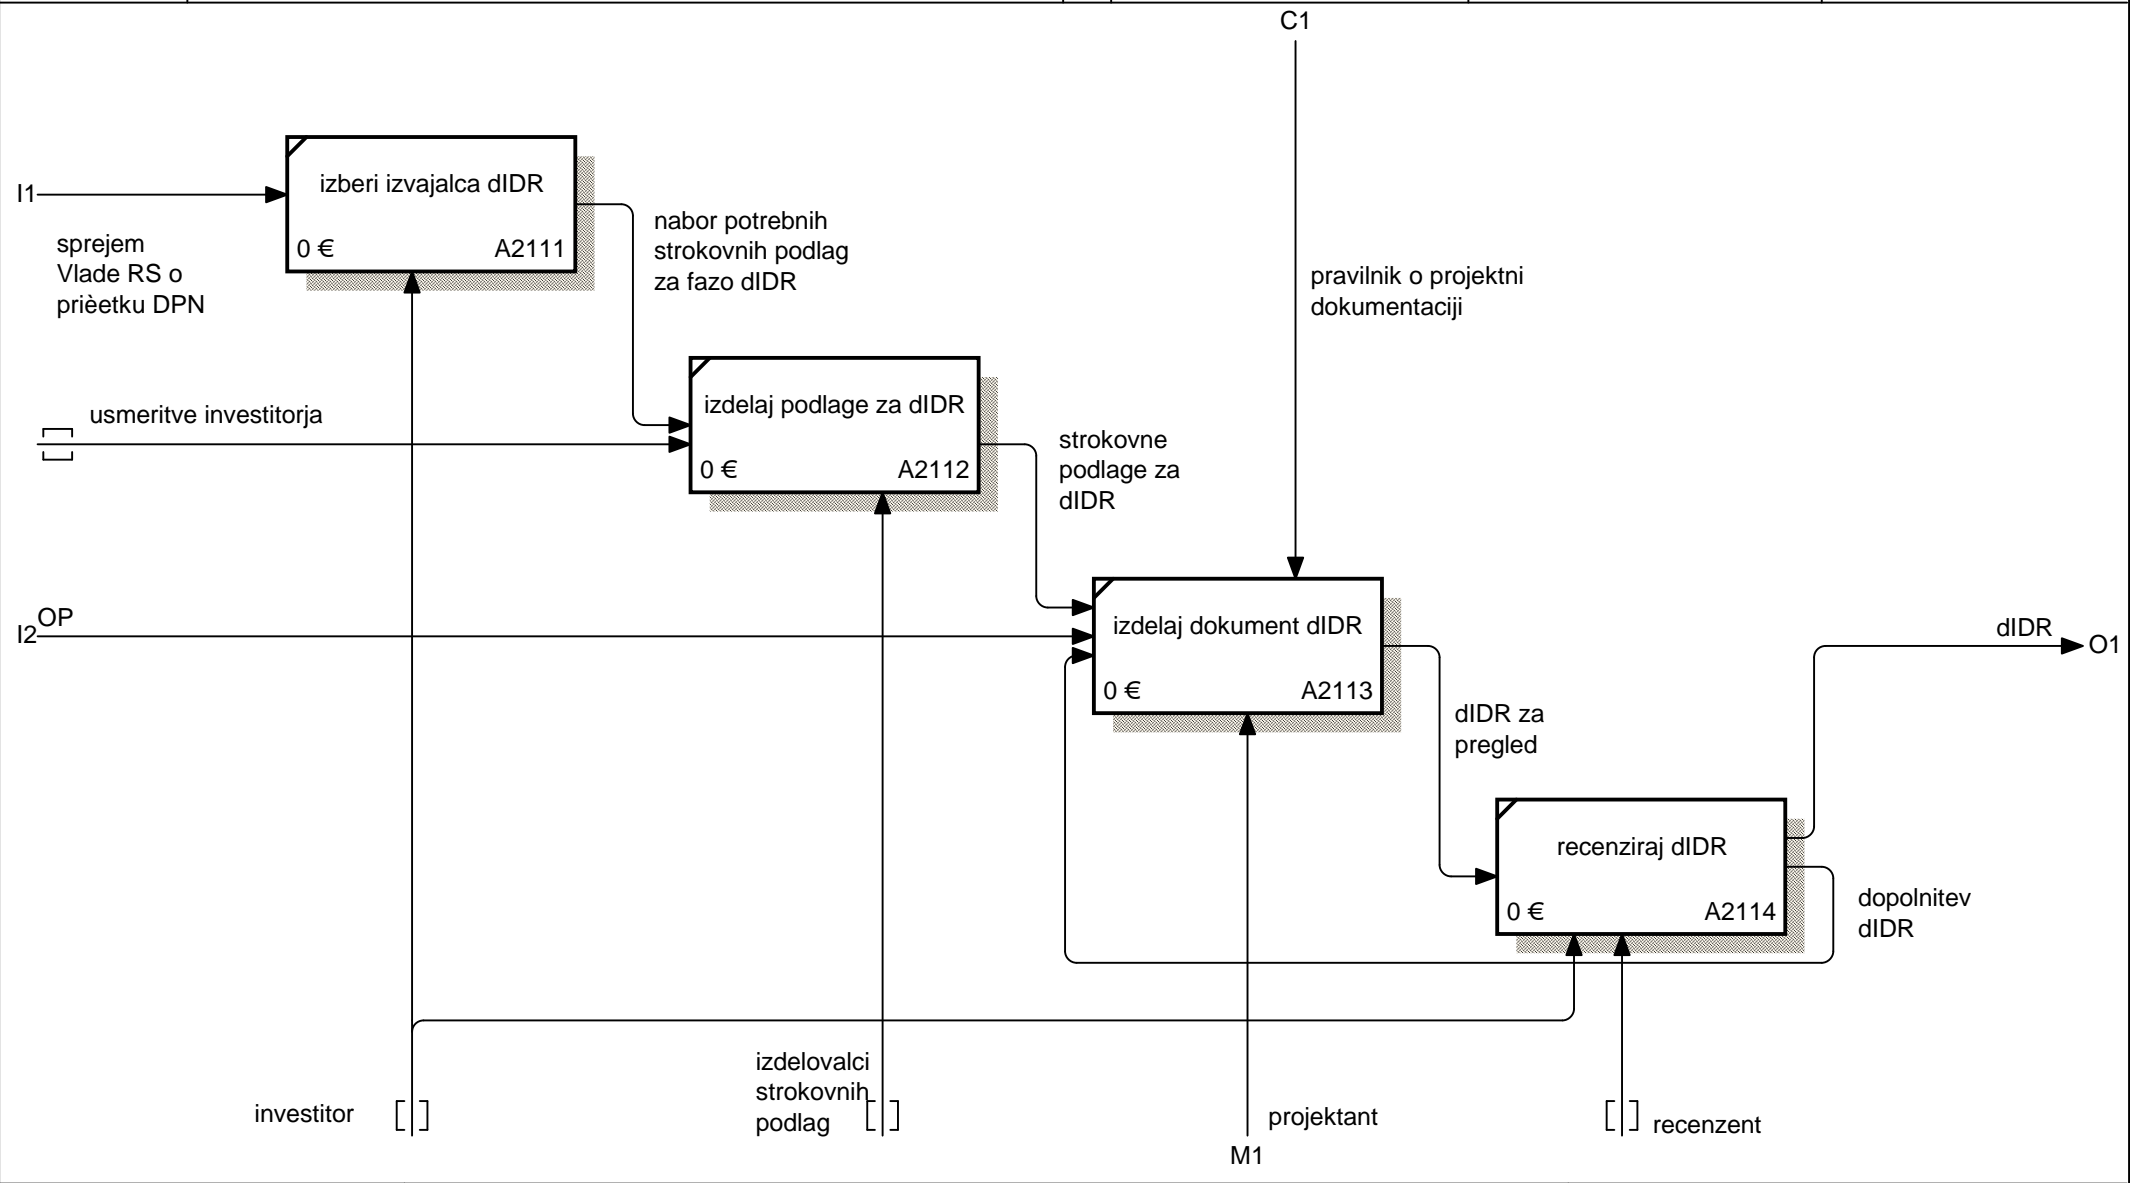 C1
izberi izvajalca dIDR
I1
0 €
A2111
sprejem
Vlade RS o
prièetku DPN
nabor potrebnih
strokovnih podlag
za fazo dIDR
pravilnik o projektni
dokumentaciji
usmeritve investitorja
izdelaj podlage za dIDR
0 €
A2112
strokovne
podlage za
dIDR
OP
I2
izdelaj dokument dIDR
0 €
A2113
dIDR
O1
dIDR za
pregled
recenziraj dIDR
0 €
A2114
dopolnitev
dIDR
investitor
izdelovalci
strokovnih
podlag
projektant
M1
recenzent